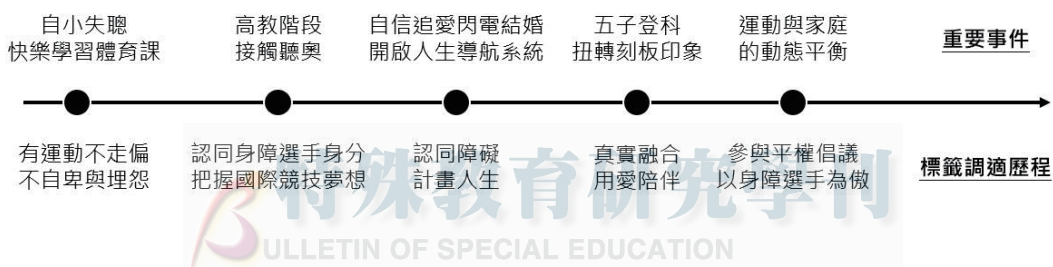 自小失聰
快樂學習體育課
高教階段
接觸聽奧
自信追愛閃電結婚
開啟人生導航系統
五子登科
扭轉刻板印象
運動與家庭
的動態平衡
重要事件
有運動不走偏
不自卑與埋怨
認同身障選手身分
把握國際競技夢想
認同障礙
計畫人生
真實融合
用愛陪伴
參與平權倡議
以身障選手為傲
標籤調適歷程
特殊教育研究學刊
BULLETIN OF SPECIAL EDUCATION